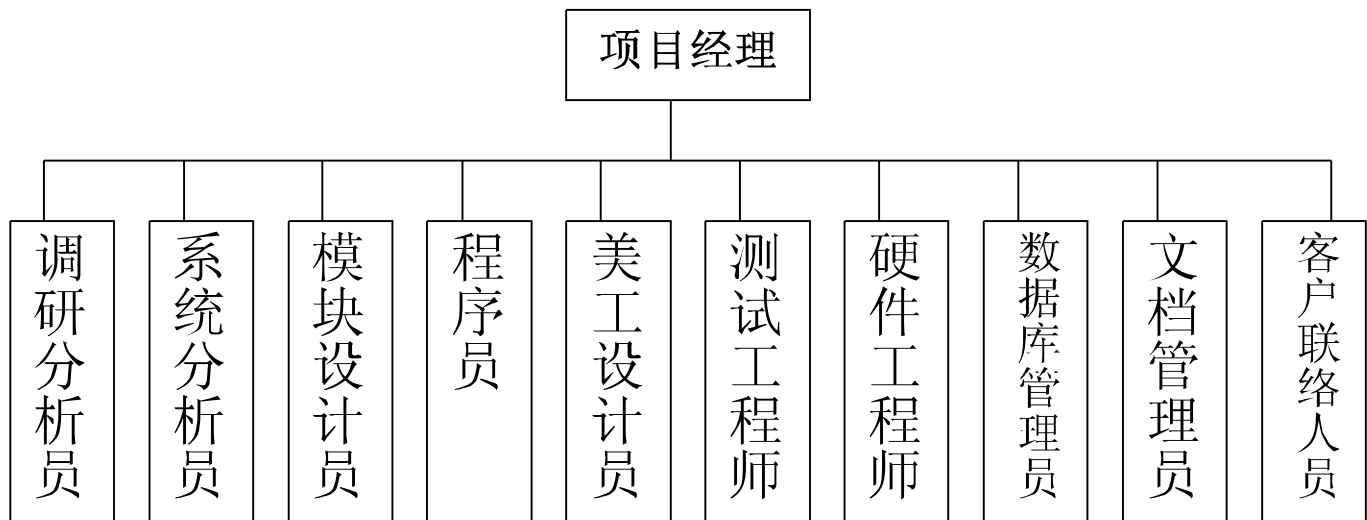 项目经理
调研分析员
系统分析员
模块设计员
程序员
美工设计员
测试工程师
硬件工程师
数据库管理员
文档管理员
客户联络人员